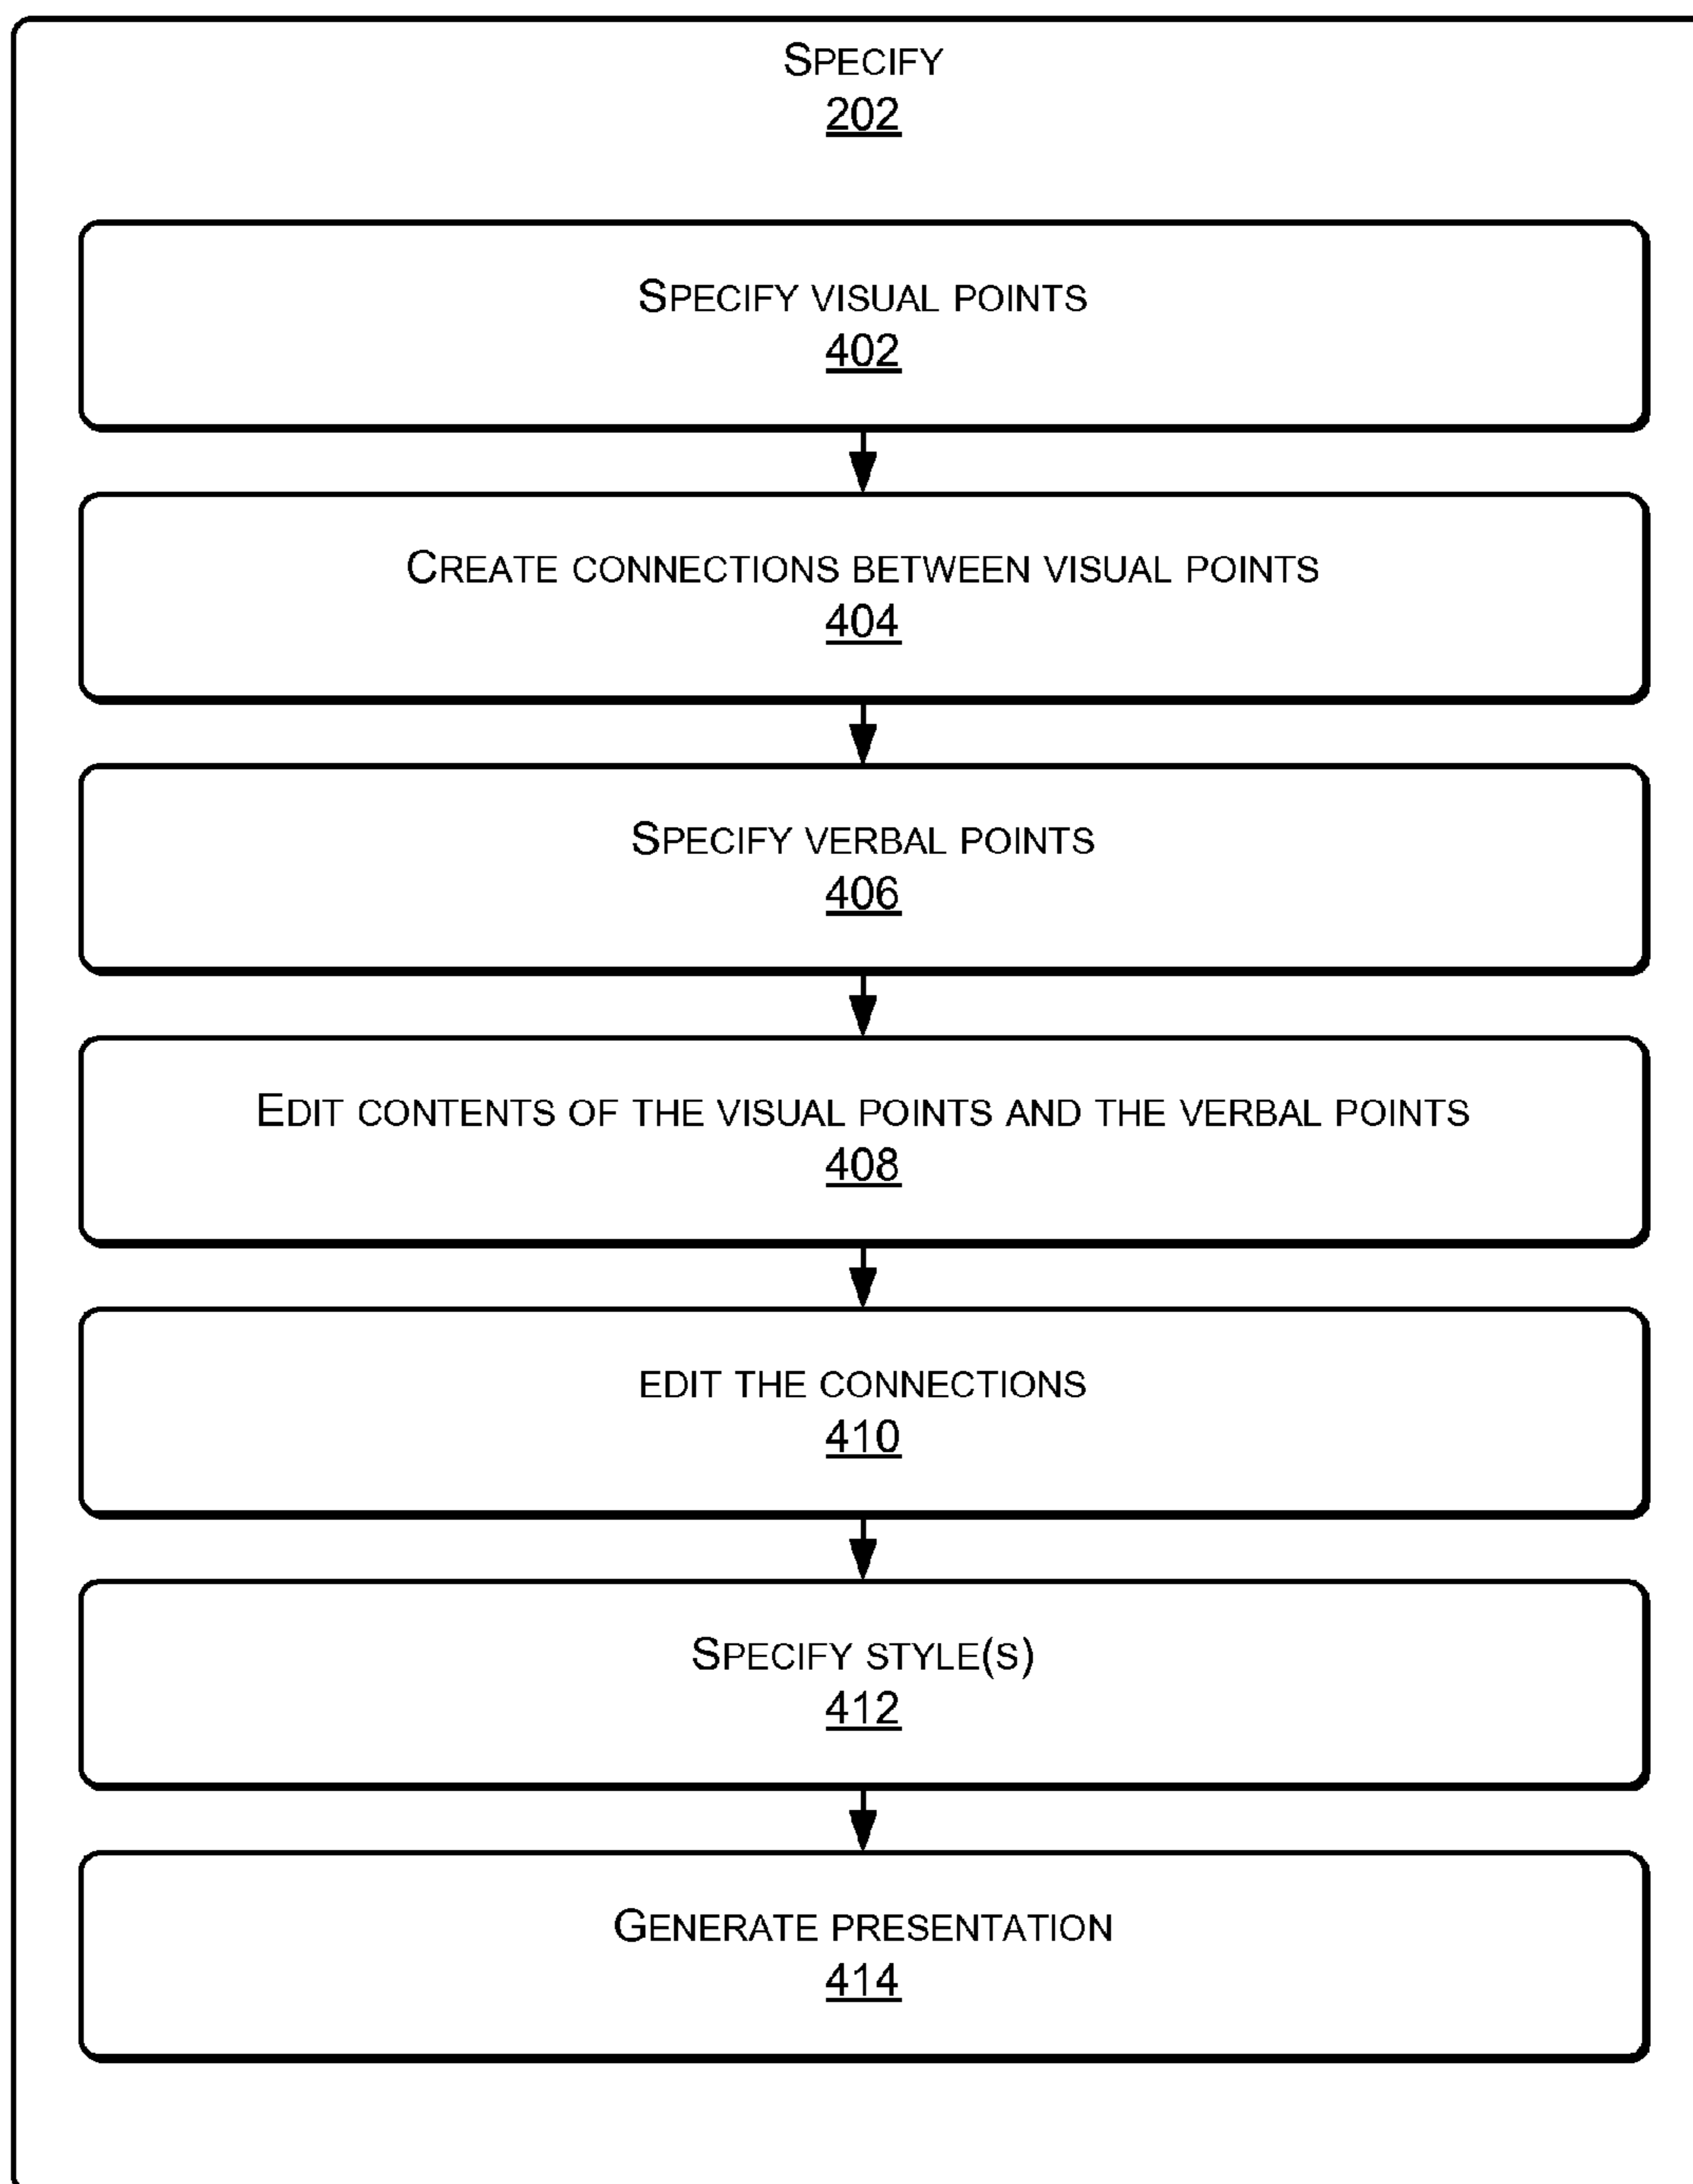 SPECIFY
202
SPECIFY VISUAL POINTS
402
CREATE CONNECTIONS BETWEEN VISUAL POINTS
404
SPECIFY VERBAL POINTS
406
EDIT CONTENTS OF THE VISUAL POINTS AND THE VERBAL POINTS
408
EDIT THE CONNECTIONS
410
SPECIFY STYLE(S)
412
GENERATE PRESENTATION
414